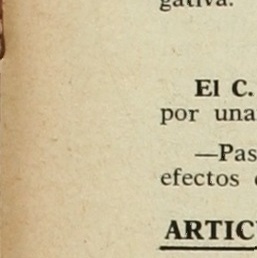 gativa.
El C.
por una
—Pas
efectos
ARTIC